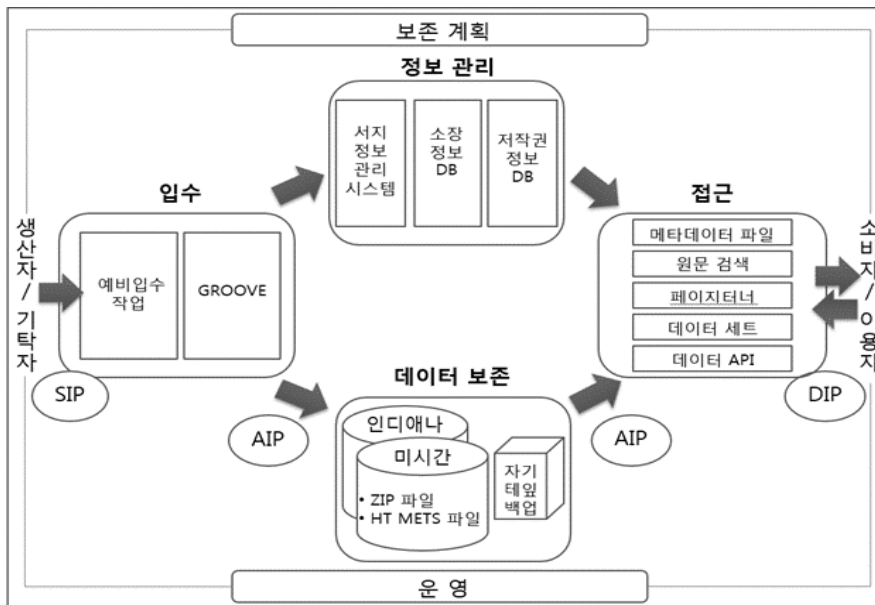 보존 계획
정보 관리
서지
정보
관리
시스템
소장
정보
DB
저작권
정보
DB
입수
예비입수
작업
GROOVE
접근
메타데이터 파일
원문 검색
페이지터너
데이터 세트
데이터 API
생산자/기탁자
소비자/이용자
SIP
AIP
데이터 보존
인디애나
미시간
• ZIP 파일
• HT METS 파일
자기
테잎
백업
AIP
DIP
운 영